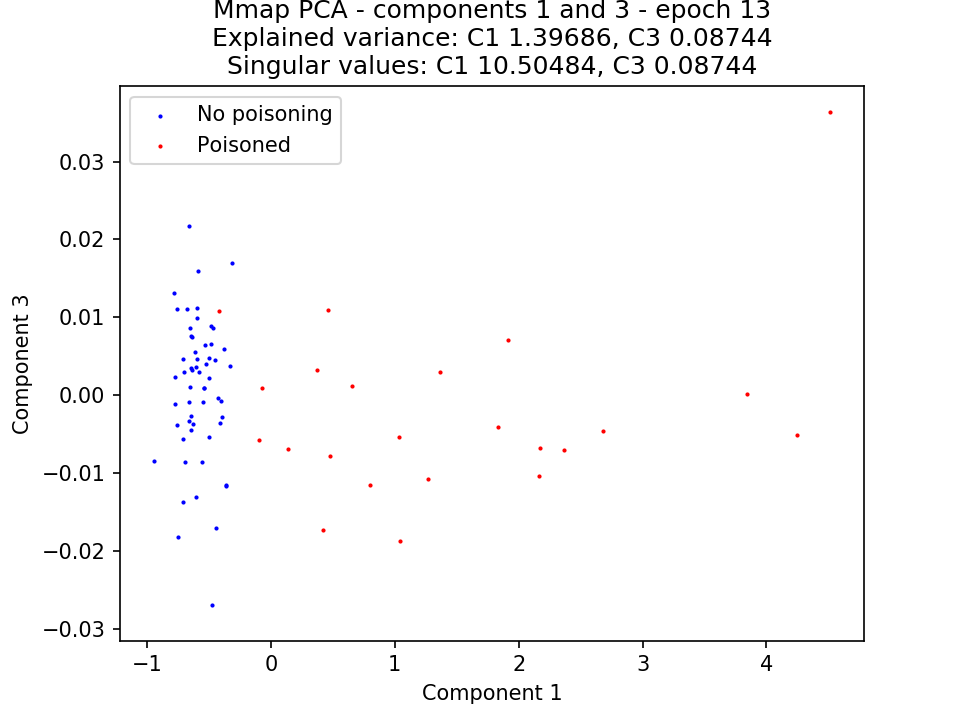 Mmap PCA - components 1 and 3 - epoch 13
Explained variance: C1 1.39686, C3 0.08744
Singular values: C1 10.50484, C3 0.08744
No poisoning
Poisoned
0.03
0.02
0.01
0.00
−0.01
−0.02
−0.03
Component 3
−1
0
1
2
3
4
Component 1